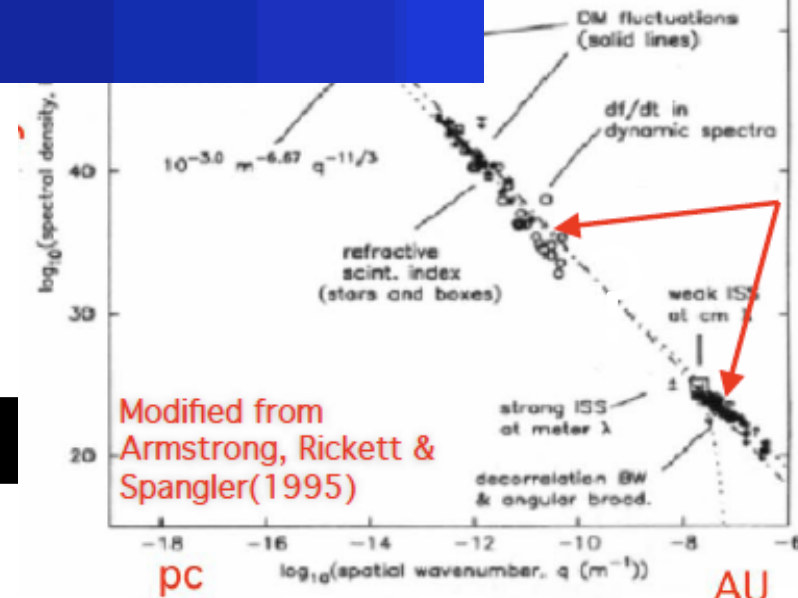 DM fluctuations
(solid lines)
df/dt in
dynamic spectra
log₁₀(spectral density,
40
10⁻³·⁰ m⁻⁶·⁶⁷ q⁻¹¹/³
refractive
scint. index
(stars and boxes)
30
weak ISS
at cm λ
Modified from
Armstrong, Rickett &
Spangler(1995)
strong ISS
at meter λ
20
decorrelation BW
& angular broad.
-18 -16 -14 -12 -10 -8 -6
pc
log₁₀(spatial wavenumber, q (m⁻¹))
AU